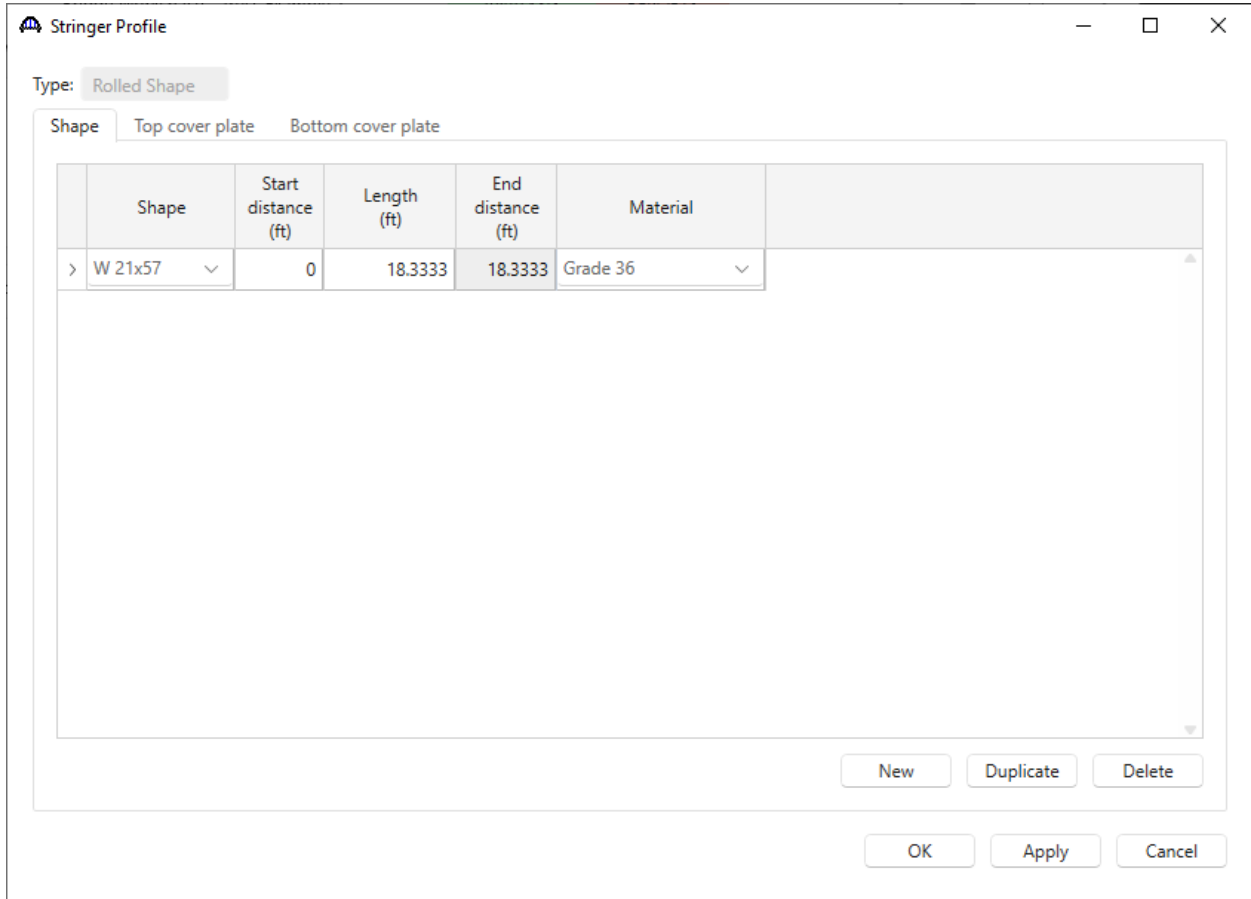 Stringer Profile
Type: Rolled Shape
Shape Top cover plate Bottom cover plate
Shape Start distance (ft) Length (ft) End distance (ft) Material
W 21x57 0 18.3333 18.3333 Grade 36
New Duplicate Delete
OK Apply Cancel